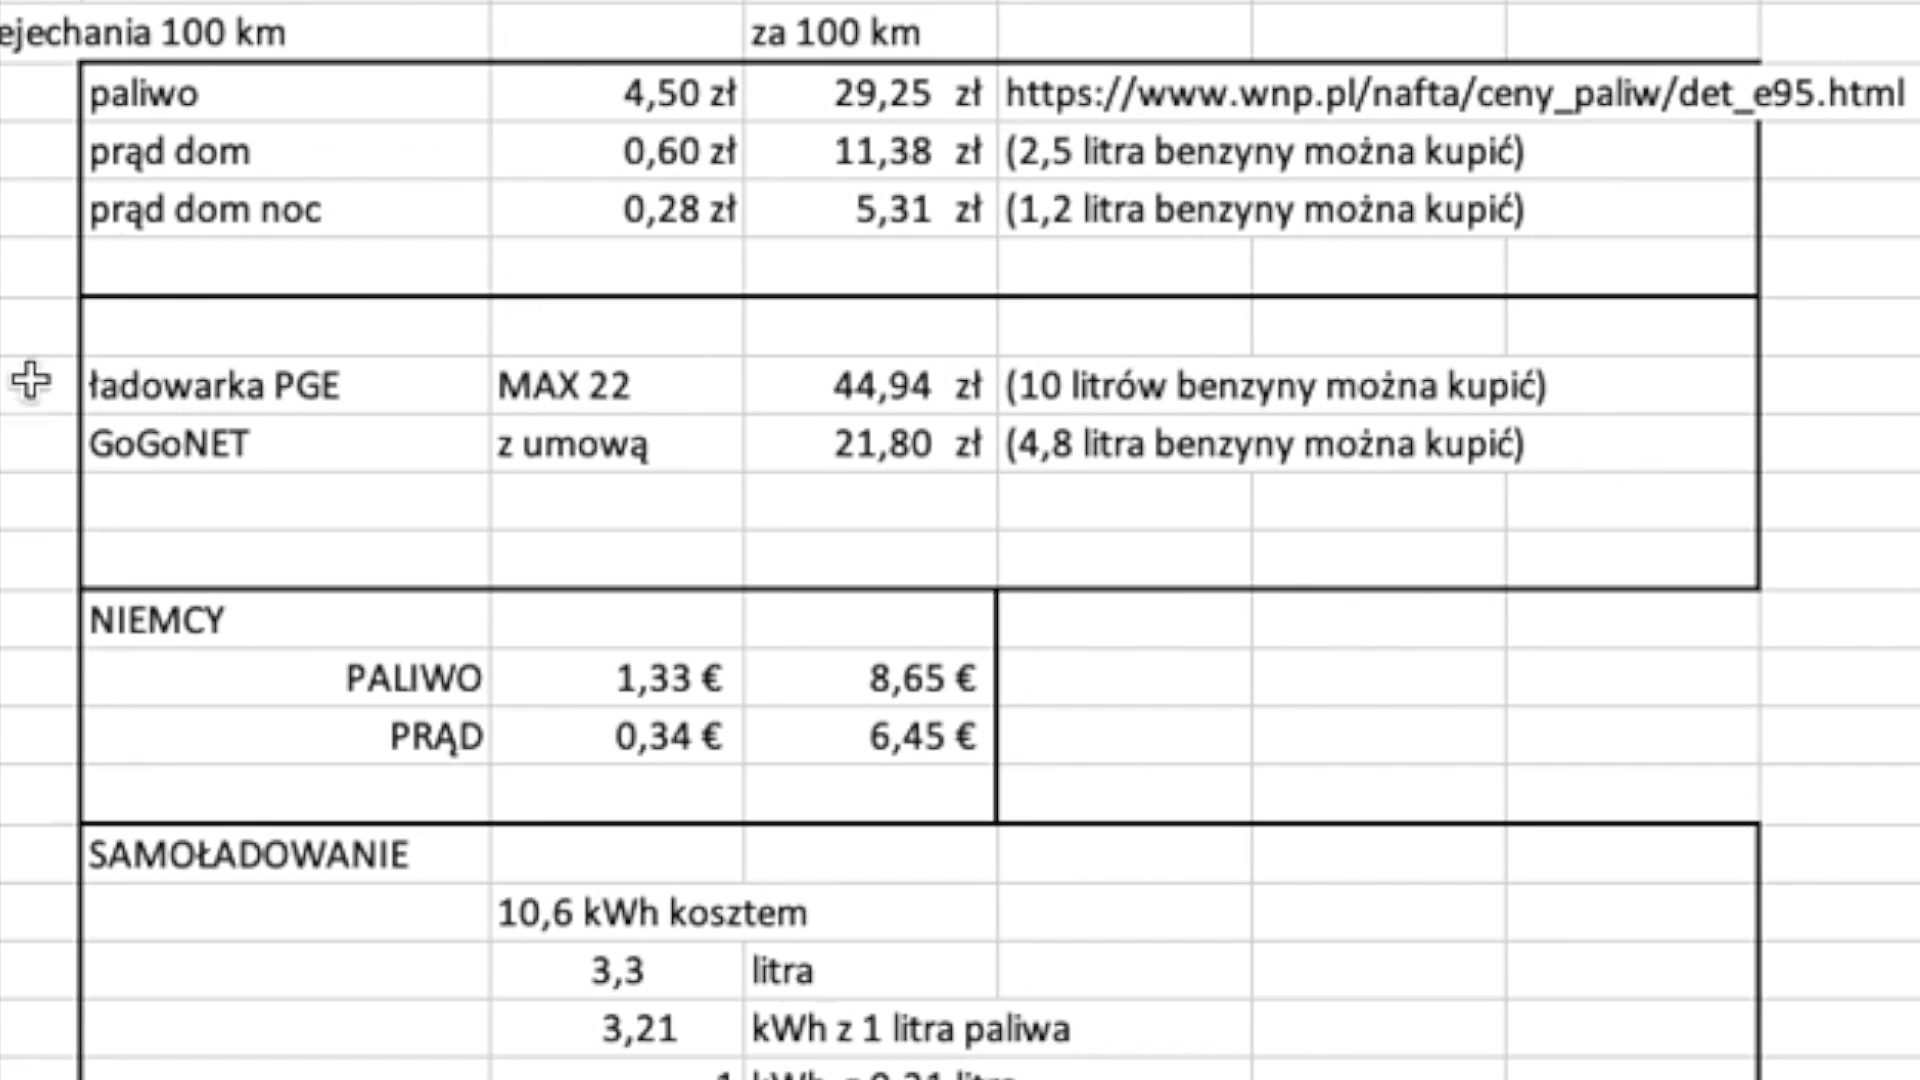 ejechania 100 km za 100 km
paliwo 4,50 zł 29,25 zł https://www.wnp.pl/nafta/ceny_paliw/det_e95.html
prąd dom 0,60 zł 11,38 zł (2,5 litra benzyny można kupić)
prąd dom noc 0,28 zł 5,31 zł (1,2 litra benzyny można kupić)
ładowarka PGE MAX 22 44,94 zł (10 litrów benzyny można kupić)
GoGoNET z umową 21,80 zł (4,8 litra benzyny można kupić)
NIEMCY
PALIWO 1,33 € 8,65 €
PRĄD 0,34 € 6,45 €
SAMOŁADOWANIE
10,6 kWh kosztem
3,3 litra
3,21 kWh z 1 litra paliwa